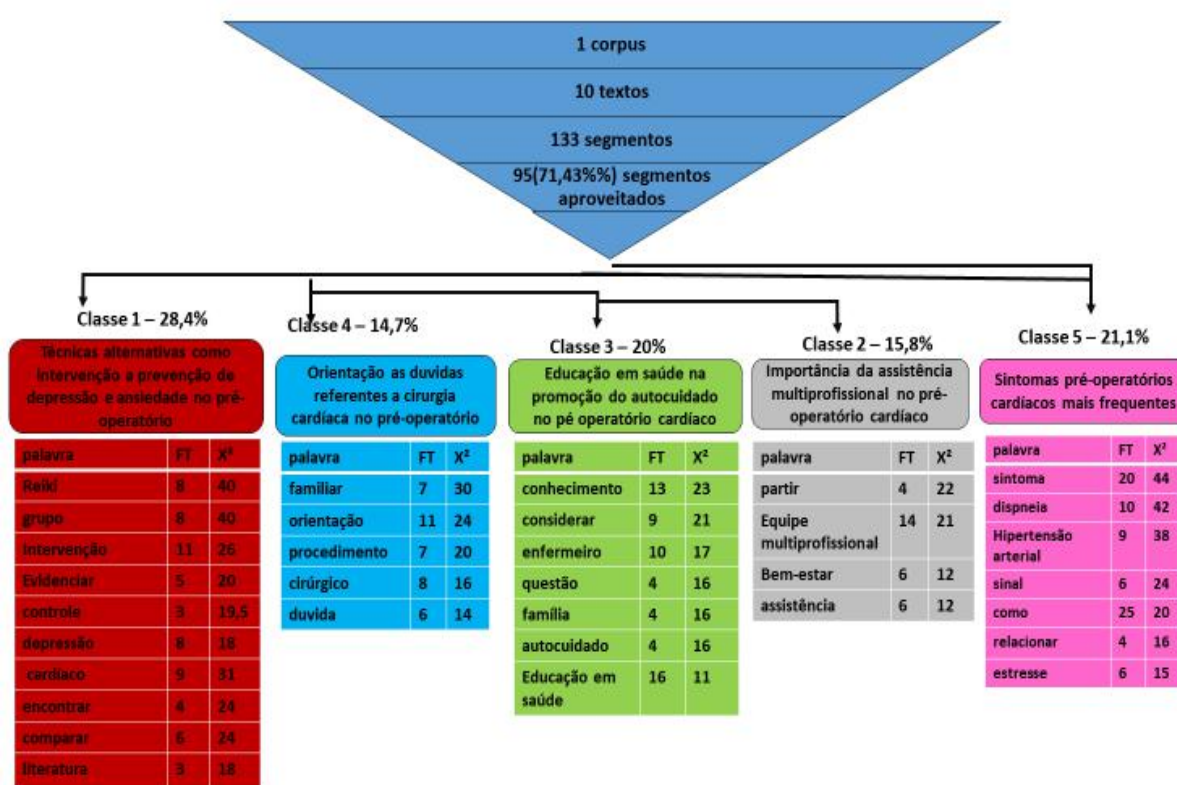 1 corpus
10 textos
133 segmentos
95(71,43%%) segmentos
aproveitados
Classe 1 – 28,4%
Técnicas alternativas como
intervenção a prevenção de
depressão e ansiedade no pré-
operatório
palavra FT X²
Reiki 8 40
grupo 8 40
Intervenção 11 26
Evidenciar 5 20
controle 3 19,5
depressão 8 18
cardíaco 9 31
encontrar 4 24
comparar 6 24
literatura 3 18
Classe 4 – 14,7%
Orientação as duvidas
referentes a cirurgia
cardíaca no pré-operatório
palavra FT X²
familiar 7 30
orientação 11 24
procedimento 7 20
cirúrgico 8 16
duvida 6 14
Classe 3 – 20%
Educação em saúde na
promoção do autocuidado
no pé operatório cardíaco
palavra FT X²
conhecimento 13 23
considerar 9 21
enfermeiro 10 17
questão 4 16
família 4 16
autocuidado 4 16
Educação em
saúde 16 11
Classe 2 – 15,8%
Importância da assistência
multiprofissional no pré-
operatório cardíaco
palavra FT X²
partir 4 22
Equipe
multiprofissional 14 21
Bem-estar 6 12
assistência 6 12
Classe 5 – 21,1%
Sintomas pré-operatórios
cardíacos mais frequentes
palavra FT X²
sintoma 20 44
dispneia 10 42
Hipertensão
arterial 9 38
sinal 6 24
como 25 20
relacionar 4 16
estresse 6 15